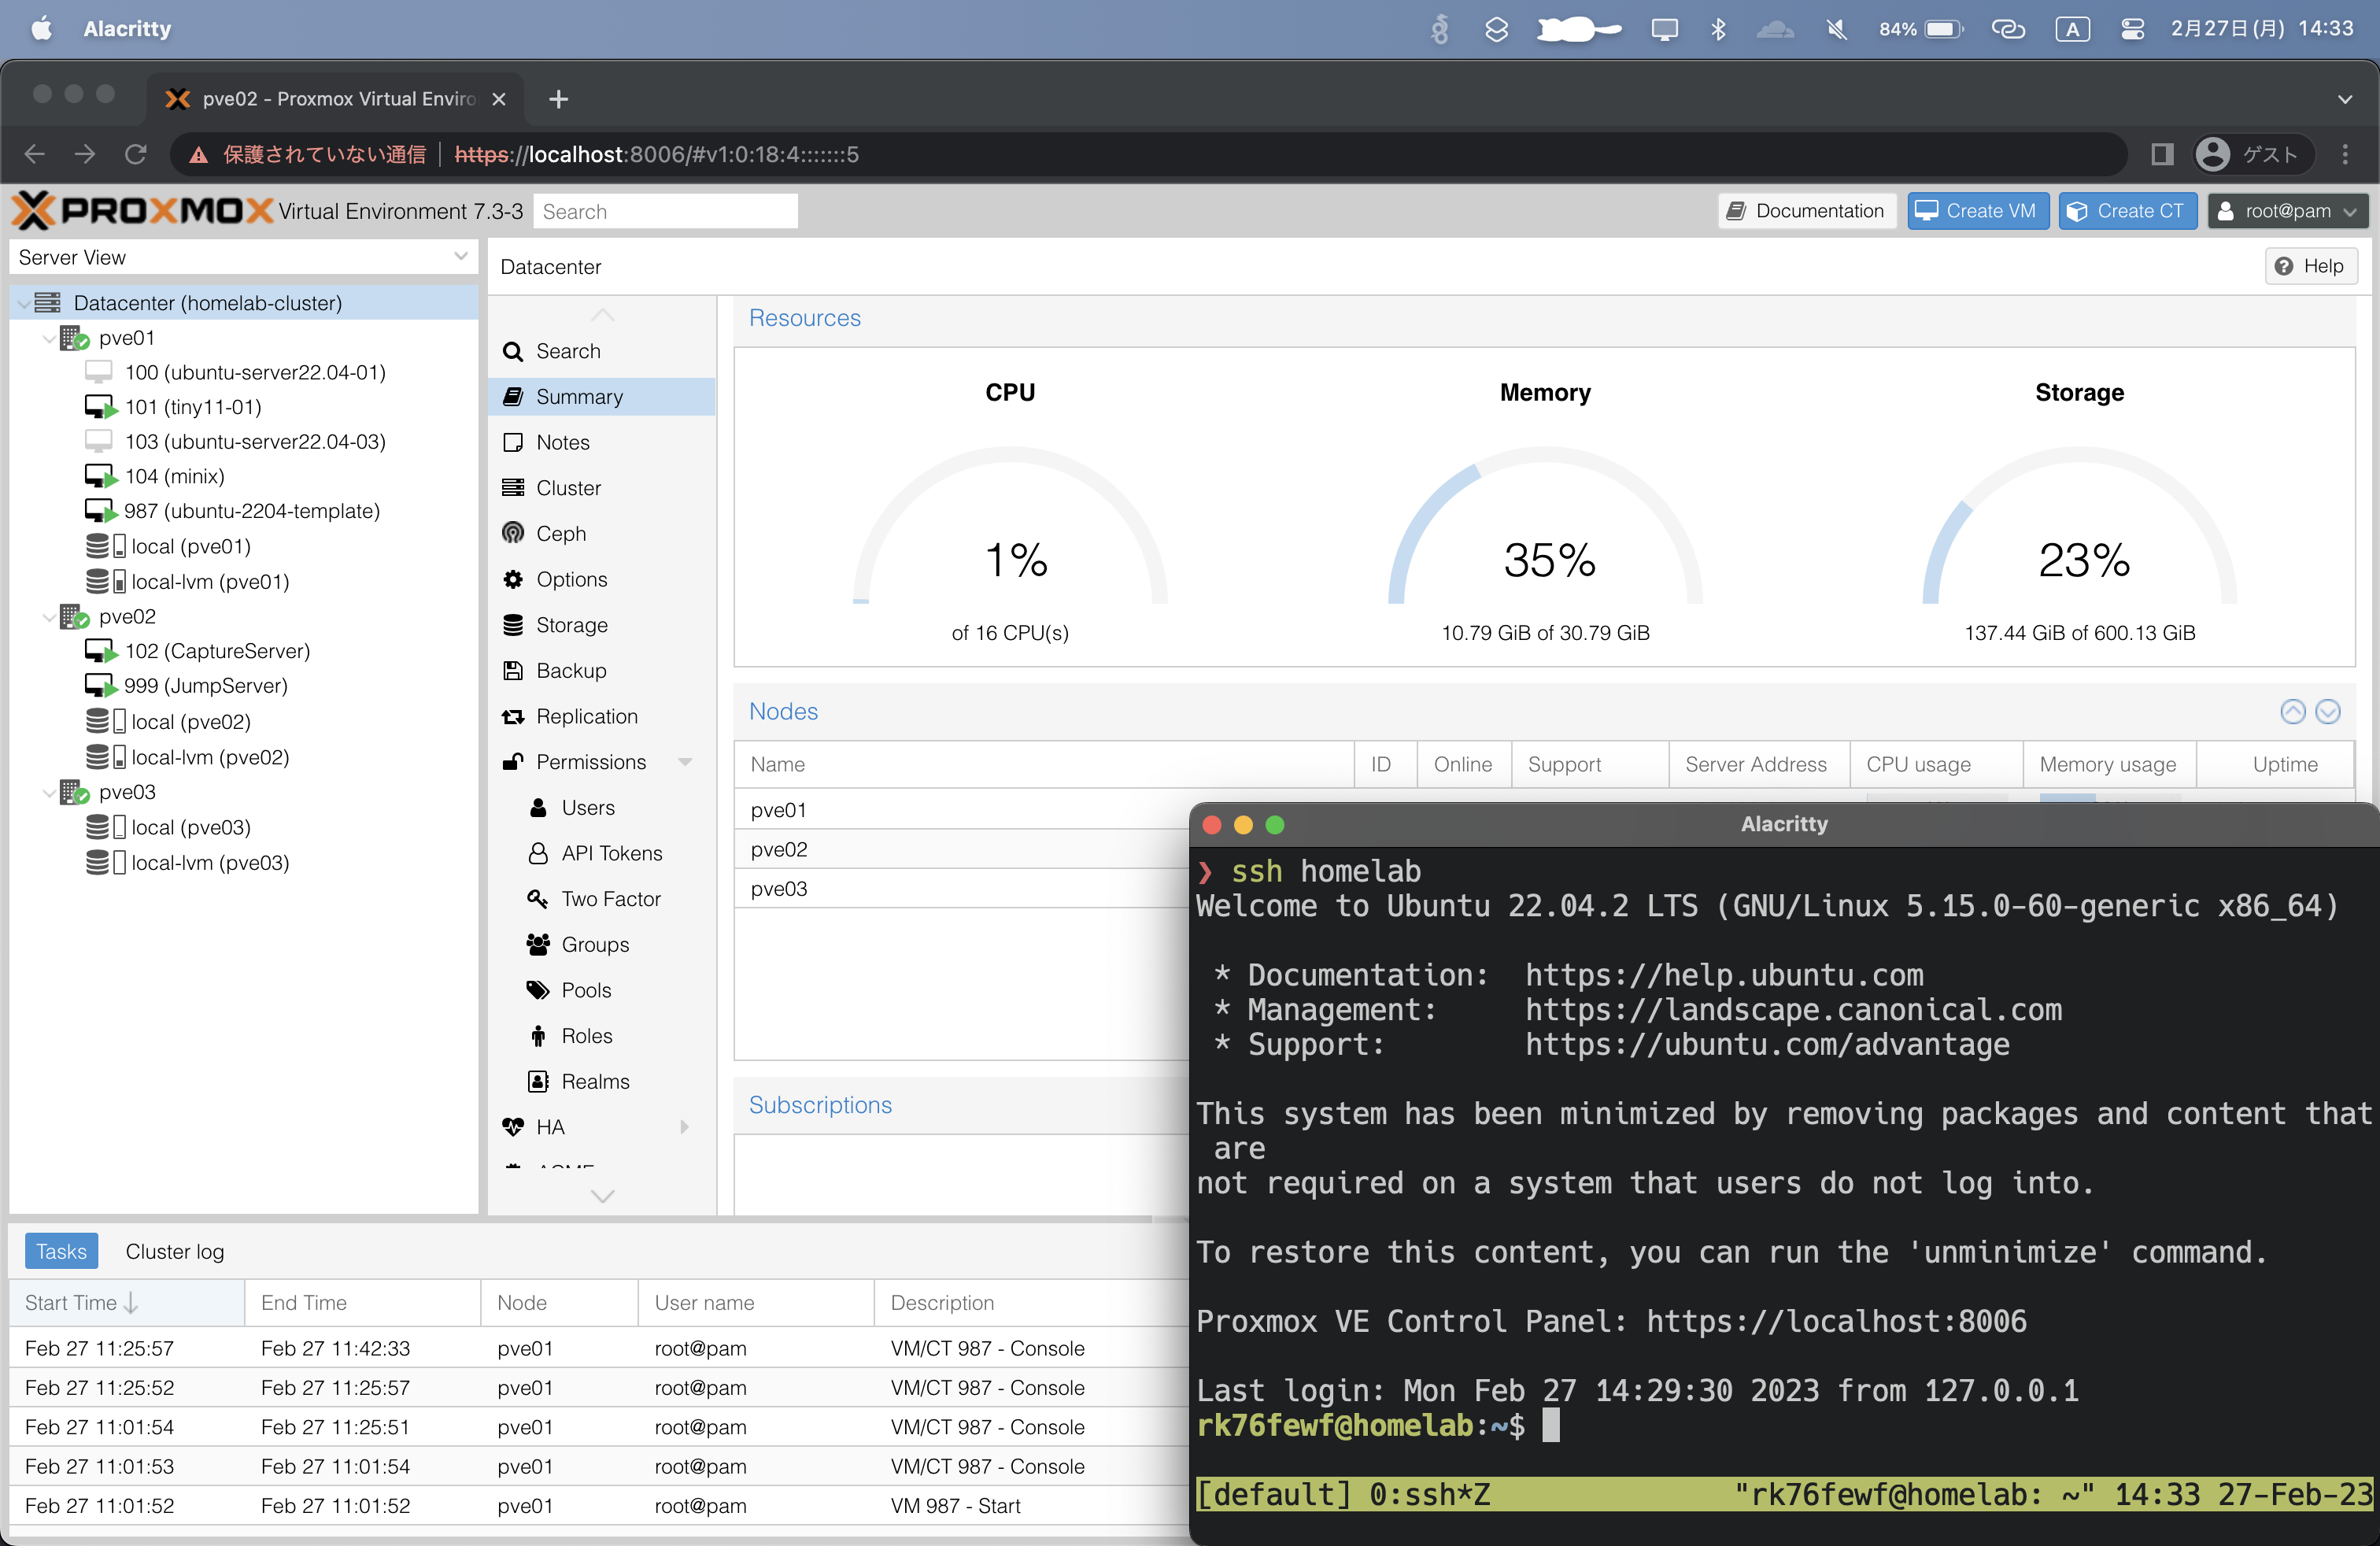 Alacritty
84%
A
2月27日(月) 14:33
pve02 - Proxmox Virtual Enviro
保護されていない通信
https://localhost:8006/#v1:0:18:4:::::::5
ゲスト
PROXMOX Virtual Environment 7.3-3
Search
Documentation
Create VM
Create CT
root@pam
Server View
Datacenter (homelab-cluster)
pve01
100 (ubuntu-server22.04-01)
101 (tiny11-01)
103 (ubuntu-server22.04-03)
104 (minix)
987 (ubuntu-2204-template)
local (pve01)
local-lvm (pve01)
pve02
102 (CaptureServer)
999 (JumpServer)
local (pve02)
local-lvm (pve02)
pve03
local (pve03)
local-lvm (pve03)
Datacenter
Help
Search
Summary
Notes
Cluster
Ceph
Options
Storage
Backup
Replication
Permissions
Users
API Tokens
Two Factor
Groups
Pools
Roles
Realms
HA
Resources
CPU
1%
of 16 CPU(s)
Memory
35%
10.79 GiB of 30.79 GiB
Storage
23%
137.44 GiB of 600.13 GiB
Nodes
Name ID Online Support Server Address CPU usage Memory usage Uptime
pve01
pve02
pve03
Subscriptions
Tasks
Cluster log
Start Time End Time Node User name Description
Feb 27 11:25:57 Feb 27 11:42:33 pve01 root@pam VM/CT 987 - Console
Feb 27 11:25:52 Feb 27 11:25:57 pve01 root@pam VM/CT 987 - Console
Feb 27 11:01:54 Feb 27 11:25:51 pve01 root@pam VM/CT 987 - Console
Feb 27 11:01:53 Feb 27 11:01:54 pve01 root@pam VM/CT 987 - Console
Feb 27 11:01:52 Feb 27 11:01:52 pve01 root@pam VM 987 - Start
Alacritty
❯ ssh homelab
Welcome to Ubuntu 22.04.2 LTS (GNU/Linux 5.15.0-60-generic x86_64)
* Documentation: https://help.ubuntu.com
* Management: https://landscape.canonical.com
* Support: https://ubuntu.com/advantage
This system has been minimized by removing packages and content that
are
not required on a system that users do not log into.
To restore this content, you can run the 'unminimize' command.
Proxmox VE Control Panel: https://localhost:8006
Last login: Mon Feb 27 14:29:30 2023 from 127.0.0.1
rk76fewf@homelab:~$
[default] 0:ssh*Z "rk76fewf@homelab: ~" 14:33 27-Feb-23